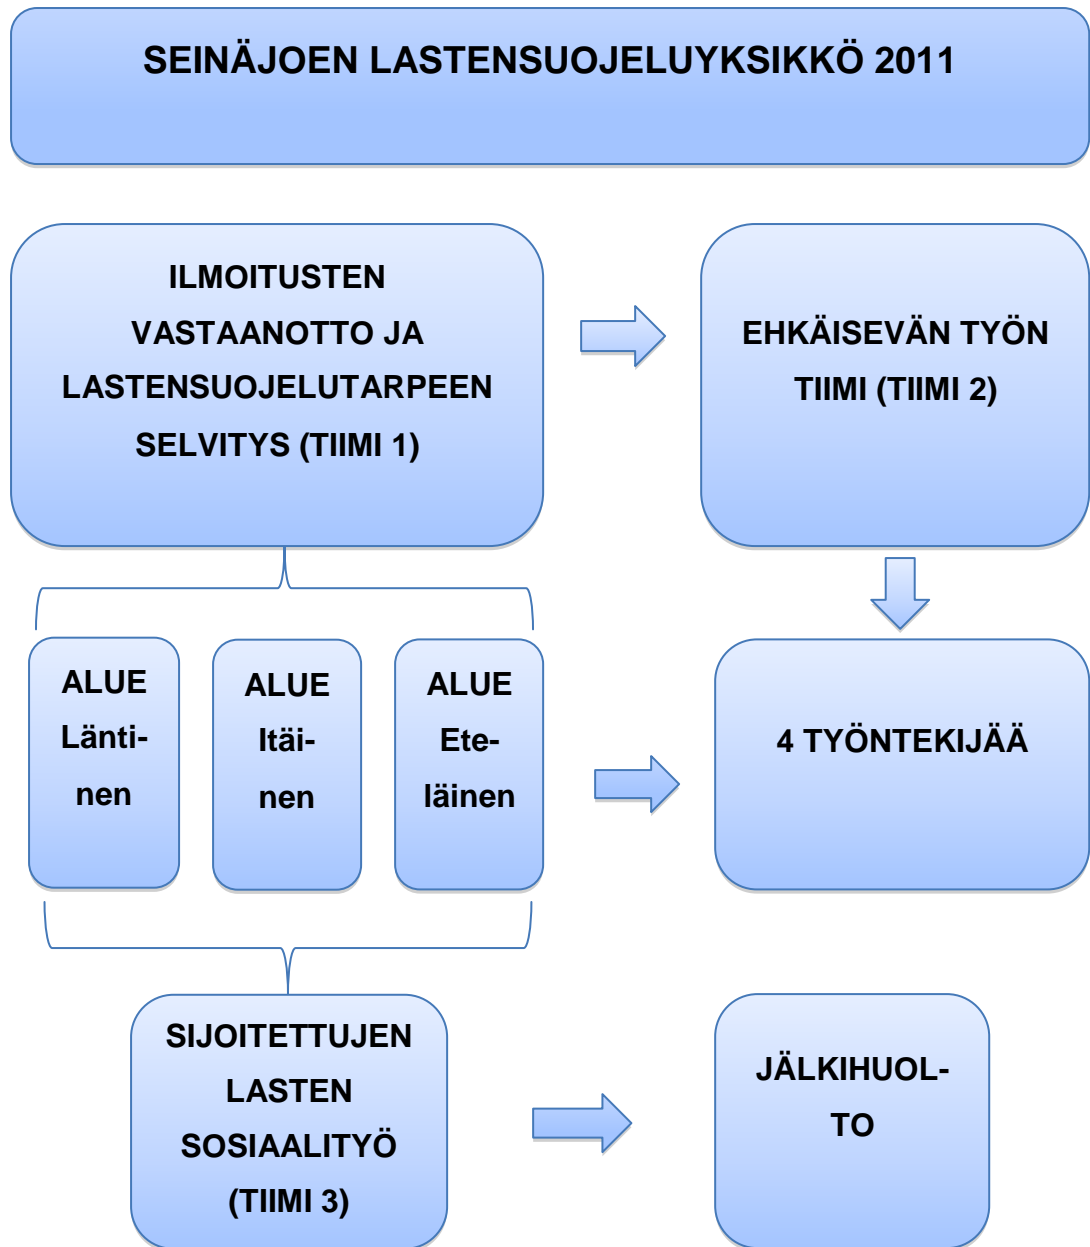 SEINÄJOEN LASTENSUOJELUYKSIKKÖ 2011
ILMOITUSTEN
VASTAANOTTO JA
LASTENSUOJELUTARPEEN
SELVITYS (TIIMI 1)
EHKÄISEVÄN TYÖN
TIIMI (TIIMI 2)
ALUE
Länti-
nen
ALUE
Itäi-
nen
ALUE
Ete-
läinen
4 TYÖNTEKIJÄÄ
SIJOITETTUJEN
LASTEN
SOSIAALITYÖ
(TIIMI 3)
JÄLKIHUOL-
TO